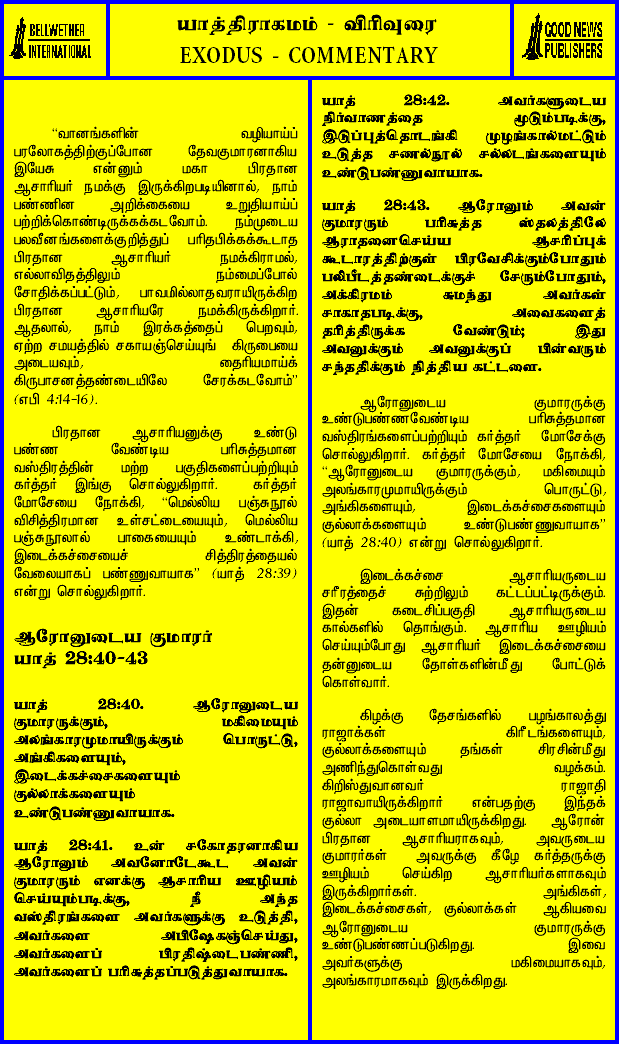 BELLWETHER
INTERNATIONAL
யாத்திராகமம் - விரிவுரை
EXODUS - COMMENTARY
GOOD NEWS
PUBLISHERS
“வானங்களின் வழியாய்ப்
பரலோகத்திற்குப்போன தேவகுமாரனாகிய
இயேசு என்னும் மகா பிரதான
ஆசாரியர் நமக்கு இருக்கிறபடியினால், நாம்
பண்ணின அறிக்கையை உறுதியாய்ப்
பற்றிக்கொண்டிருக்கக்கடவோம். நம்முடைய
பலவீனங்களைக்குறித்துப் பரிதபிக்கக்கூடாத
பிரதான ஆசாரியர் நமக்கிராமல்,
எல்லாவிதத்திலும் நம்மைப்போல்
சோதிக்கப்பட்டும், பாவமில்லாதவராயிருக்கிற
பிரதான ஆசாரியரே நமக்கிருக்கிறார்.
ஆதலால், நாம் இரக்கத்தைப் பெறவும்,
ஏற்ற சமயத்தில் சகாயஞ்செய்யுங் கிருபையை
அடையவும், தைரியமாய்க்
கிருபாசனத்தண்டையிலே சேரக்கடவோம்”
(எபி 4:14-16).
பிரதான ஆசாரியனுக்கு உண்டு
பண்ண வேண்டிய பரிசுத்தமான
வஸ்திரத்தின் மற்ற பகுதிகளைப்பற்றியும்
கர்த்தர் இங்கு சொல்லுகிறார். கர்த்தர்
மோசேயை நோக்கி, “மெல்லிய பஞ்சுநூல்
விசித்திரமான உள்சட்டையையும், மெல்லிய
பஞ்சுநூலால் பாகையையும் உண்டாக்கி,
இடைக்கச்சையைச் சித்திரத்தையல்
வேலையாகப் பண்ணுவாயாக” (யாத் 28:39)
என்று சொல்லுகிறார்.
ஆரோனுடைய குமாரர்
யாத் 28:40-43
யாத் 28:40. ஆரோனுடைய
குமாரருக்கும், மகிமையும்
அலங்காரமுமாயிருக்கும் பொருட்டு,
அங்கிகளையும்,
இடைக்கச்சைகளையும்
குல்லாக்களையும்
உண்டுபண்ணுவாயாக.
யாத் 28:41. உன் சகோதரனாகிய
ஆரோனும் அவனோடேகூட அவன்
குமாரரும் எனக்கு ஆசாரிய ஊழியம்
செய்யும்படிக்கு, நீ அந்த
வஸ்திரங்களை அவர்களுக்கு உடுத்தி,
அவர்களை அபிஷேகஞ்செய்து,
அவர்களைப் பிரதிஷ்டைபண்ணி,
அவர்களைப் பரிசுத்தப்படுத்துவாயாக.
யாத் 28:42. அவர்களுடைய
நிர்வாணத்தை மூடும்படிக்கு,
இடுப்புத்தொடங்கி முழங்கால்மட்டும்
உடுத்த சணல்நூல் சல்லடங்களையும்
உண்டுபண்ணுவாயாக.
யாத் 28:43. ஆரோனும் அவன்
குமாரரும் பரிசுத்த ஸ்தலத்திலே
ஆராதனைசெய்ய ஆசரிப்புக்
கூடாரத்திற்குள் பிரவேசிக்கும்போதும்
பலிபீடத்தண்டைக்குச் சேரும்போதும்,
அக்கிரமம் சுமந்து அவர்கள்
சாகாதபடிக்கு, அவைகளைத்
தரித்திருக்க வேண்டும்; இது
அவனுக்கும் அவனுக்குப் பின்வரும்
சந்ததிக்கும் நித்திய கட்டளை.
ஆரோனுடைய குமாரருக்கு
உண்டுபண்ணவேண்டிய பரிசுத்தமான
வஸ்திரங்களைப்பற்றியும் கர்த்தர் மோசேக்கு
சொல்லுகிறார். கர்த்தர் மோசேயை நோக்கி,
“ஆரோனுடைய குமாரருக்கும், மகிமையும்
அலங்காரமுமாயிருக்கும் பொருட்டு,
அங்கிகளையும், இடைக்கச்சைகளையும்
குல்லாக்களையும் உண்டுபண்ணுவாயாக”
(யாத் 28:40) என்று சொல்லுகிறார்.
இடைக்கச்சை ஆசாரியருடைய
சரீரத்தைச் சுற்றிலும் கட்டப்பட்டிருக்கும்.
இதன் கடைசிப்பகுதி ஆசாரியருடைய
கால்களில் தொங்கும். ஆசாரிய ஊழியம்
செய்யும்போது ஆசாரியர் இடைக்கச்சையை
தன்னுடைய தோள்களின்மீது போட்டுக்
கொள்வார்.
கிழக்கு தேசங்களில் பழங்காலத்து
ராஜாக்கள் கிரீடங்களையும்,
குல்லாக்களையும் தங்கள் சிரசின்மீது
அணிந்துகொள்வது வழக்கம்.
கிறிஸ்துவானவர் ராஜாதி
ராஜாவாயிருக்கிறார் என்பதற்கு இந்தக்
குல்லா அடையாளமாயிருக்கிறது. ஆரோன்
பிரதான ஆசாரியராகவும், அவருடைய
குமாரர்கள் அவருக்கு கீழே கர்த்தருக்கு
ஊழியம் செய்கிற ஆசாரியர்களாகவும்
இருக்கிறார்கள். அங்கிகள்,
இடைக்கச்சைகள், குல்லாக்கள் ஆகியவை
ஆரோனுடைய குமாரருக்கு
உண்டுபண்ணப்படுகிறது. இவை
அவர்களுக்கு மகிமையாகவும்,
அலங்காரமாகவும் இருக்கிறது.